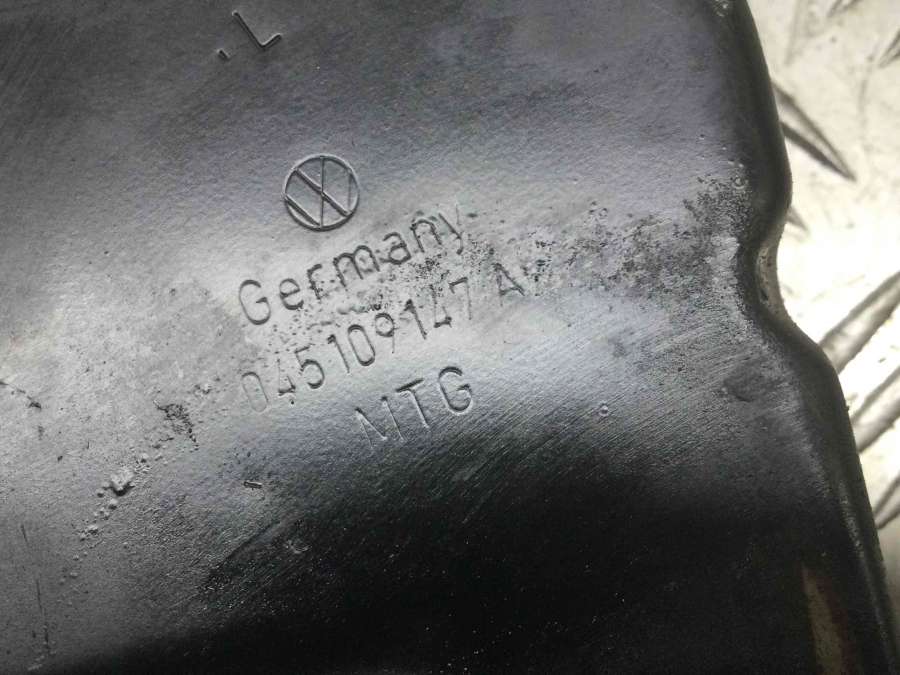 L
Germany
045109147 A
MTG